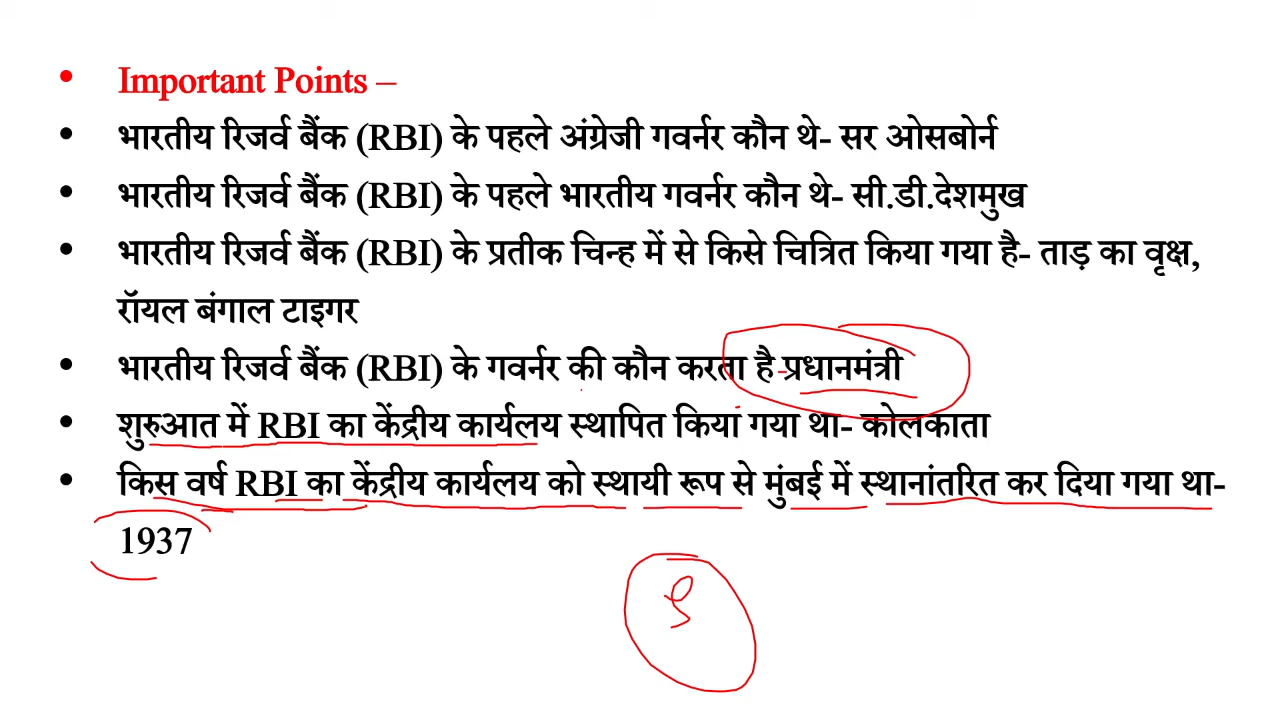 Important Points –
भारतीय रिजर्व बैंक (RBI) के पहले अंग्रेजी गवर्नर कौन थे- सर ओसबोर्न
भारतीय रिजर्व बैंक (RBI) के पहले भारतीय गवर्नर कौन थे- सी.डी.देशमुख
भारतीय रिजर्व बैंक (RBI) के प्रतीक चिन्ह में से किसे चित्रित किया गया है- ताड़ का वृक्ष,
रॉयल बंगाल टाइगर
भारतीय रिजर्व बैंक (RBI) के गवर्नर की कौन करता है-प्रधानमंत्री
शुरुआत में RBI का केंद्रीय कार्यलय स्थापित किया गया था- कोलकाता
किस वर्ष RBI का केंद्रीय कार्यलय को स्थायी रूप से मुंबई में स्थानांतरित कर दिया गया था-
1937